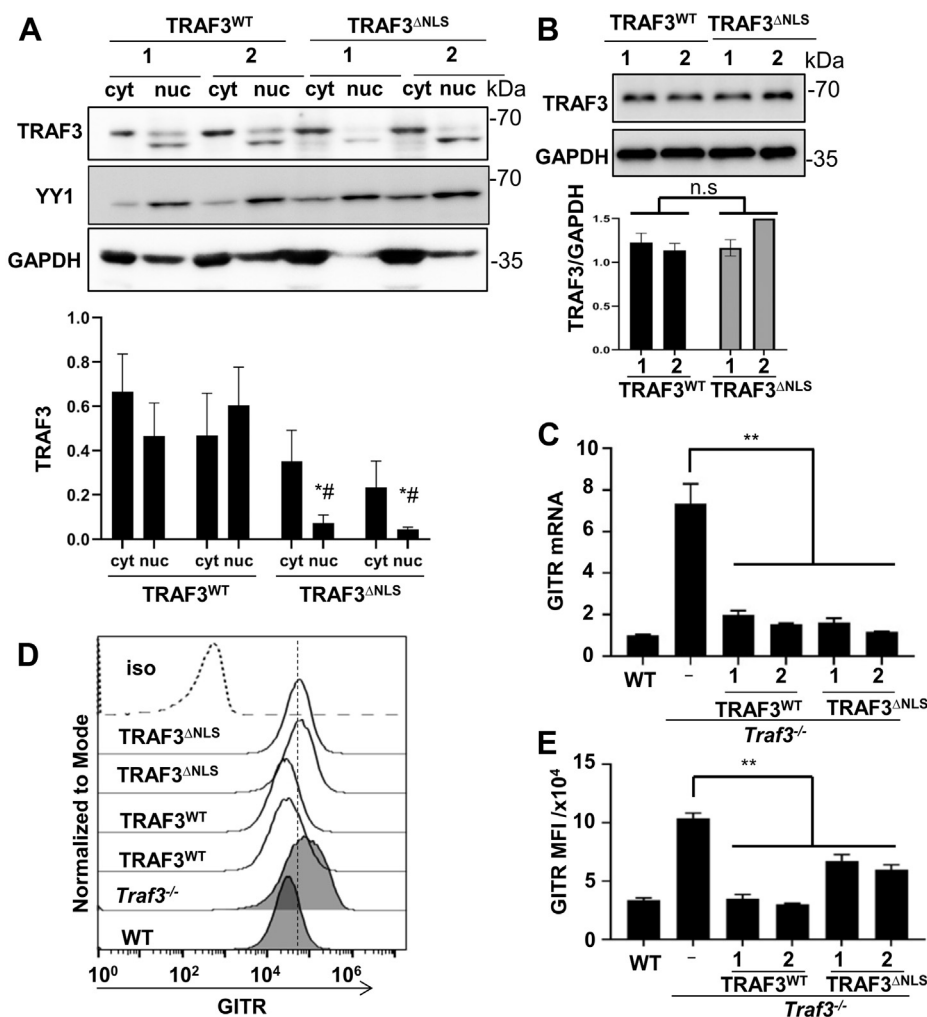 A
TRAF3WT TRAF3ΔNLS
1 2 1 2
cyt nuc cyt nuc cyt nuc cyt nuc kDa
TRAF3
-70
YY1
-70
GAPDH
-35
TRAF3
1.0
0.8
0.6
0.4
0.2
0.0
*# *#
cyt nuc cyt nuc cyt nuc cyt nuc
TRAF3WT TRAF3ΔNLS
B
TRAF3WT TRAF3ΔNLS
1 2 1 2 kDa
TRAF3 -70
GAPDH -35
n.s
TRAF3/GAPDH
1.5
1.0
0.5
0.0
1 2 1 2
TRAF3WT TRAF3ΔNLS
C
GITR mRNA
10
8
6
4
2
0
**
WT – 1 2 1 2
TRAF3WT TRAF3ΔNLS
Traf3-/-
D
Normalized to Mode
iso
TRAF3ΔNLS
TRAF3ΔNLS
TRAF3WT
TRAF3WT
Traf3-/-
WT
10⁰ 10² 10⁴ 10⁶
GITR
E
GITR MFI /x10⁴
15
10
5
0
**
WT – 1 2 1 2
TRAF3WT TRAF3ΔNLS
Traf3-/-